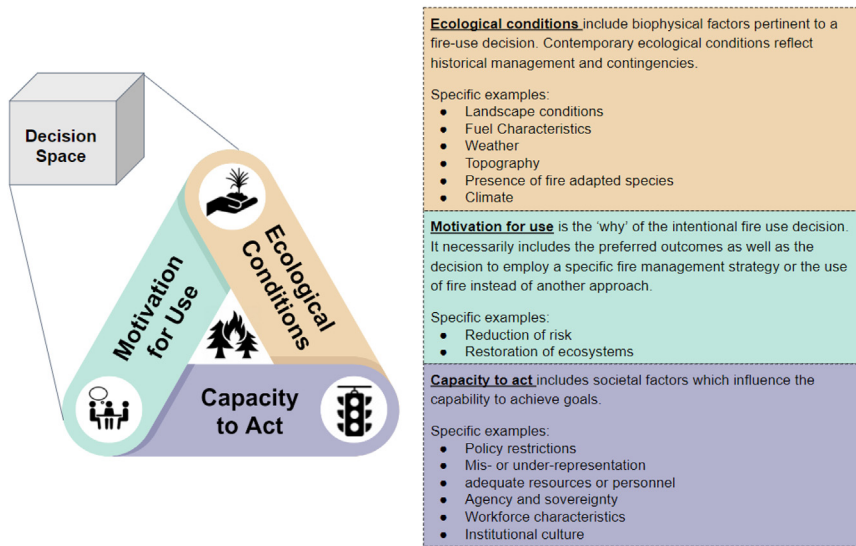 Decision
Space
Motivation
for Use
Ecological
Conditions
Capacity
to Act
Ecological conditions include biophysical factors pertinent to a
fire-use decision. Contemporary ecological conditions reflect
historical management and contingencies.
Specific examples:
● Landscape conditions
● Fuel Characteristics
● Weather
● Topography
● Presence of fire adapted species
● Climate
Motivation for use is the ‘why’ of the intentional fire use decision.
It necessarily includes the preferred outcomes as well as the
decision to employ a specific fire management strategy or the use
of fire instead of another approach.
Specific examples:
● Reduction of risk
● Restoration of ecosystems
Capacity to act includes societal factors which influence the
capability to achieve goals.
Specific examples:
● Policy restrictions
● Mis- or under-representation
● adequate resources or personnel
● Agency and sovereignty
● Workforce characteristics
● Institutional culture